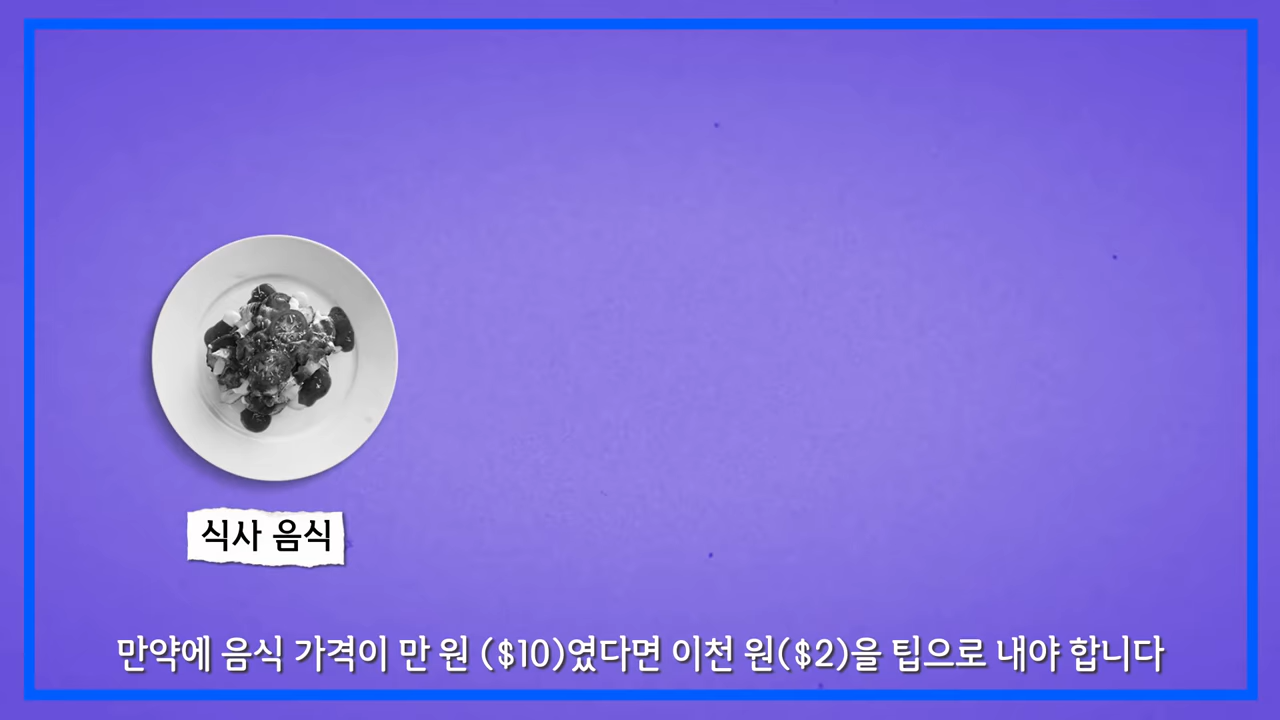 식사 음식
만약에 음식 가격이 만 원 ($10)였다면 이천 원($2)을 팁으로 내야 합니다